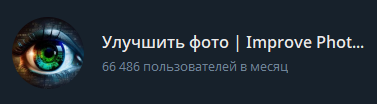 Улучшить фото | Improve Phot...
66 486 пользователей в месяц